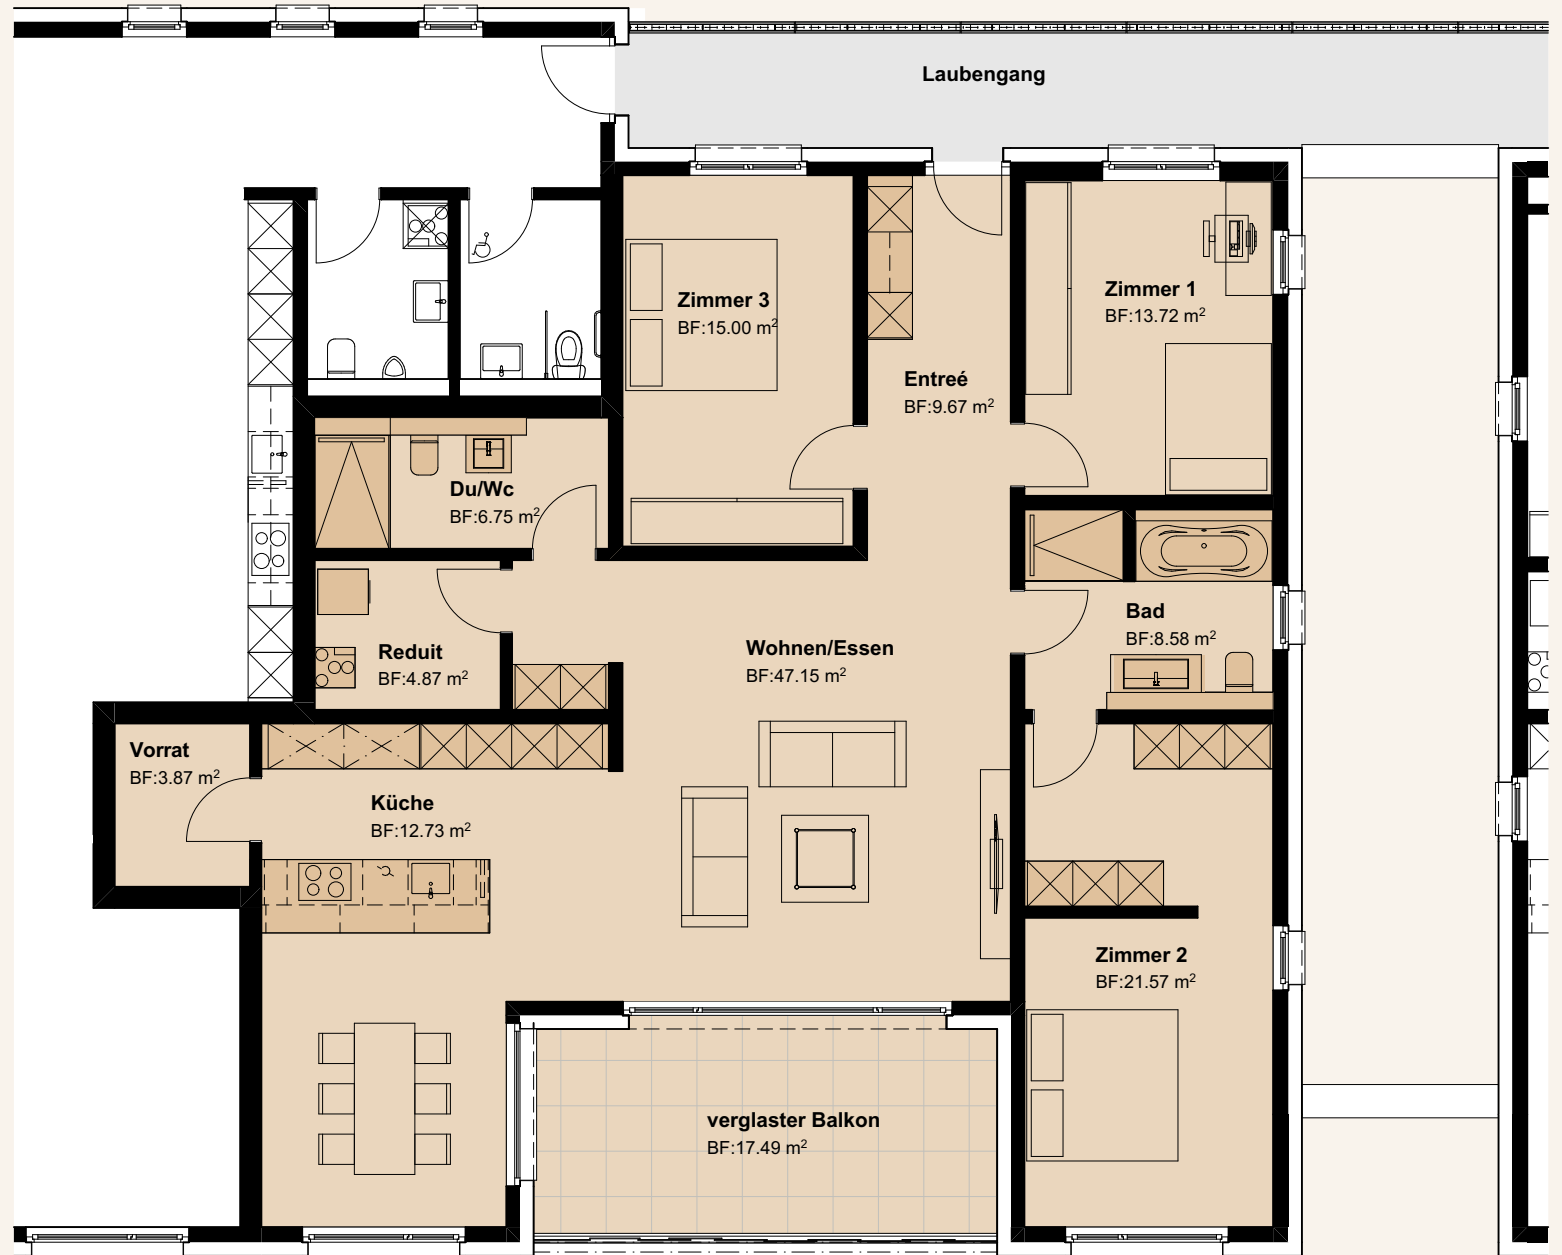 Laubengang
Zimmer 3
BF:15.00 m²
Zimmer 1
BF:13.72 m²
Entreé
BF:9.67 m²
Du/Wc
BF:6.75 m²
Bad
BF:8.58 m²
Reduit
BF:4.87 m²
Wohnen/Essen
BF:47.15 m²
Vorrat
BF:3.87 m²
Küche
BF:12.73 m²
Zimmer 2
BF:21.57 m²
verglaster Balkon
BF:17.49 m²